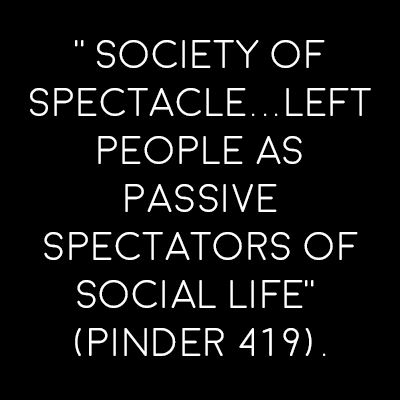 " SOCIETY OF
SPECTACLE...LEFT
PEOPLE AS
PASSIVE
SPECTATORS OF
SOCIAL LIFE"
(PINDER 419).